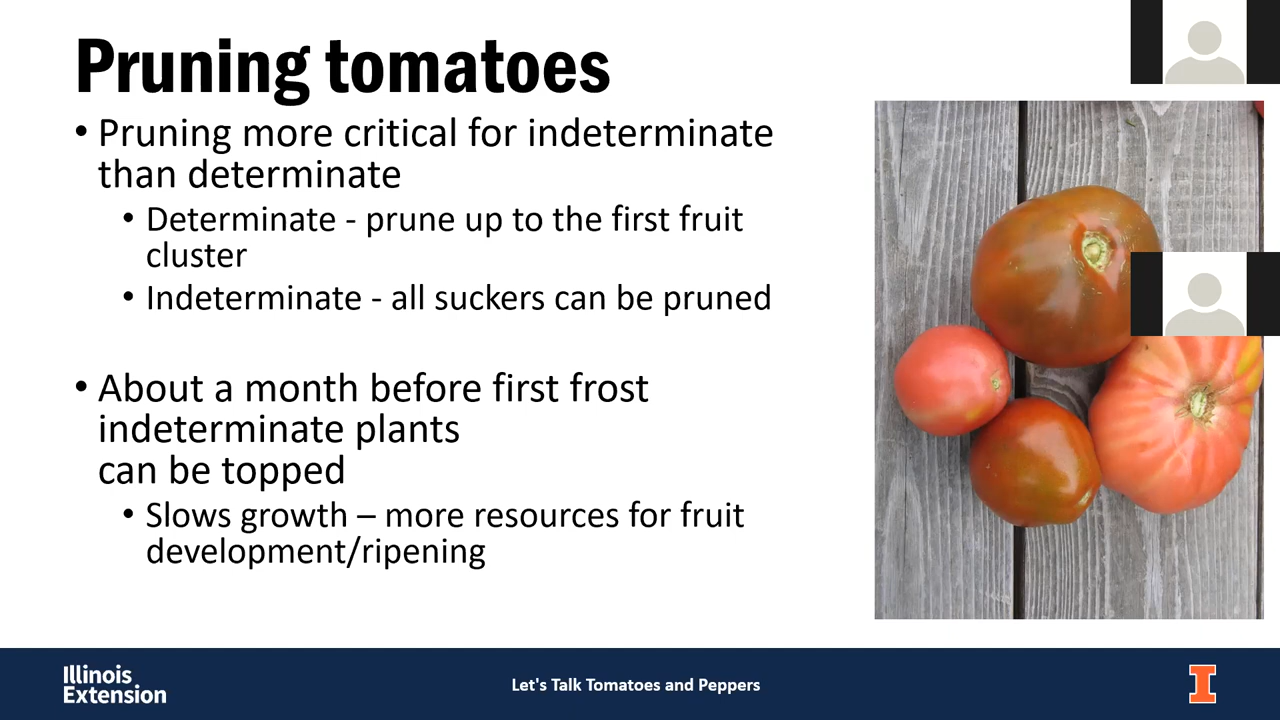 Pruning tomatoes
• Pruning more critical for indeterminate
than determinate
• Determinate - prune up to the first fruit
cluster
• Indeterminate - all suckers can be pruned
• About a month before first frost
indeterminate plants
can be topped
• Slows growth – more resources for fruit
development/ripening
Illinois
Extension
Let's Talk Tomatoes and Peppers
I